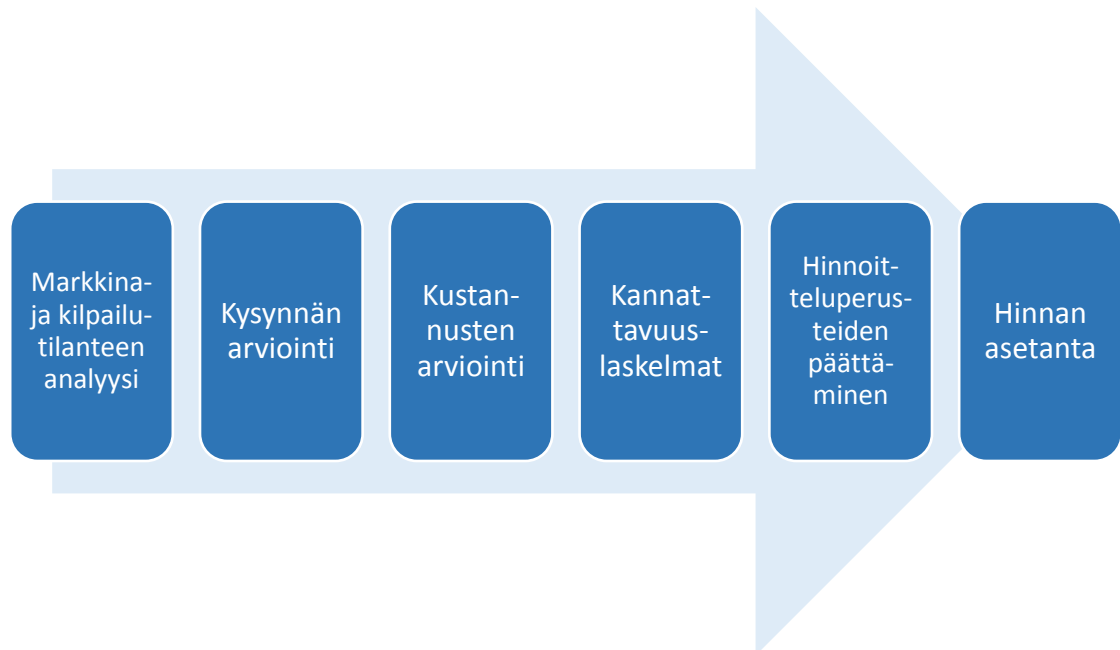 Markkina-
ja kilpailu-
tilanteen
analyysi
Kysynnän
arviointi
Kustan-
nusten
arviointi
Kannat-
tavuus-
laskelmat
Hinnoit-
teluperus-
teiden
päättä-
minen
Hinnan
asetanta